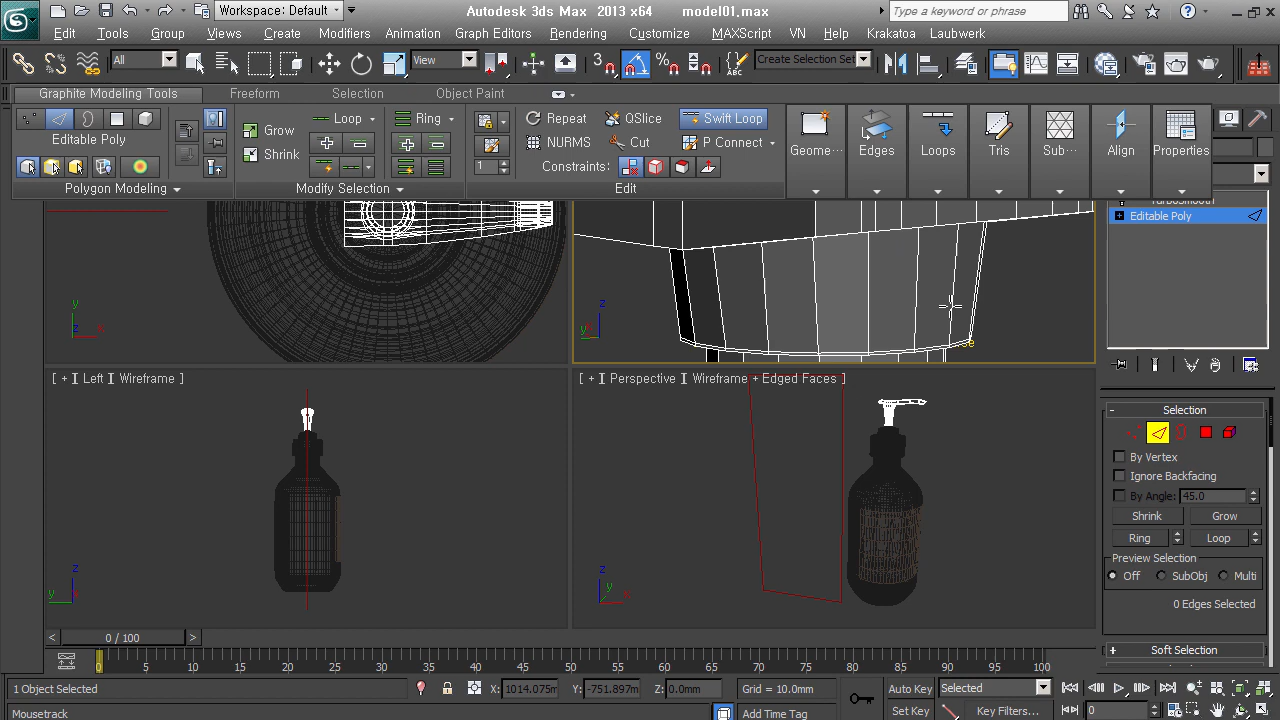 Workspace: Default
Autodesk 3ds Max 2013 x64 model01.max
Type a keyword or phrase
Edit Tools Group Views Create Modifiers Animation Graph Editors Rendering Customize MAXScript VN Help Krakatoa Laubwerk
All
View
Create Selection Set
Graphite Modeling Tools Freeform Selection Object Paint
Editable Poly
Polygon Modeling
Grow
Shrink
Loop
Ring
Modify Selection
1
Repeat QSlice Swift Loop
NURMS Cut P Connect
Constraints:
Edit
Geome... Edges Loops Tris Sub... Align Properties
TurboSmooth
Editable Poly
y
z x
z
y
[ + ] Left ] Wireframe ]
[ + ] Perspective ] Wireframe + Edged Faces ]
z
y x
z
y
x
Selection
By Vertex
Ignore Backfacing
By Angle: 45.0
Shrink Grow
Ring Loop
Preview Selection
Off SubObj Multi
0 Edges Selected
Soft Selection
0 / 100
0 5 10 15 20 25 30 35 40 45 50 55 60 65 70 75 80 85 90 95 100
1 Object Selected
X: 1014.075m Y: -751.897m Z: 0.0mm Grid = 10.0mm
Auto Key Selected
Mousetrack
Add Time Tag
Set Key Key Filters...
0